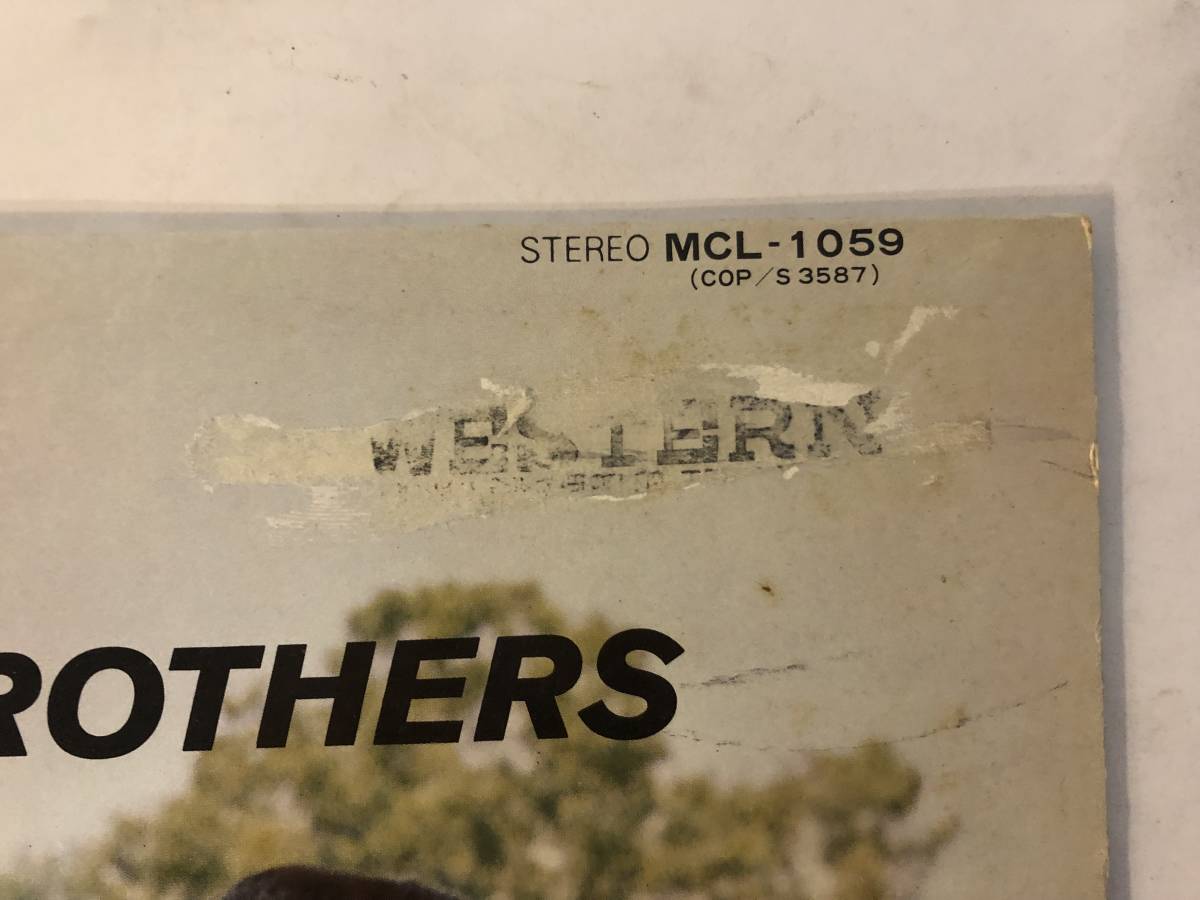 STEREO MCL-1059
(COP/S 3587)
WESTERN
ROTHERS